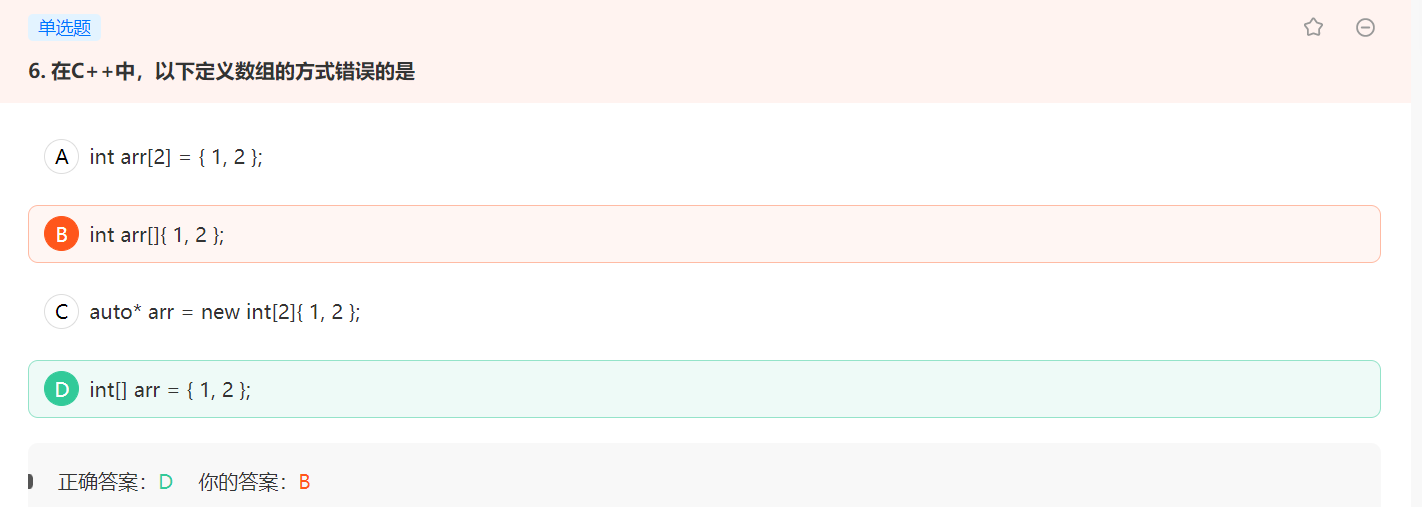 单选题
6. 在C++中，以下定义数组的方式错误的是
A int arr[2] = { 1, 2 };
B int arr[]{ 1, 2 };
C auto* arr = new int[2]{ 1, 2 };
D int[] arr = { 1, 2 };
正确答案：D 你的答案：B